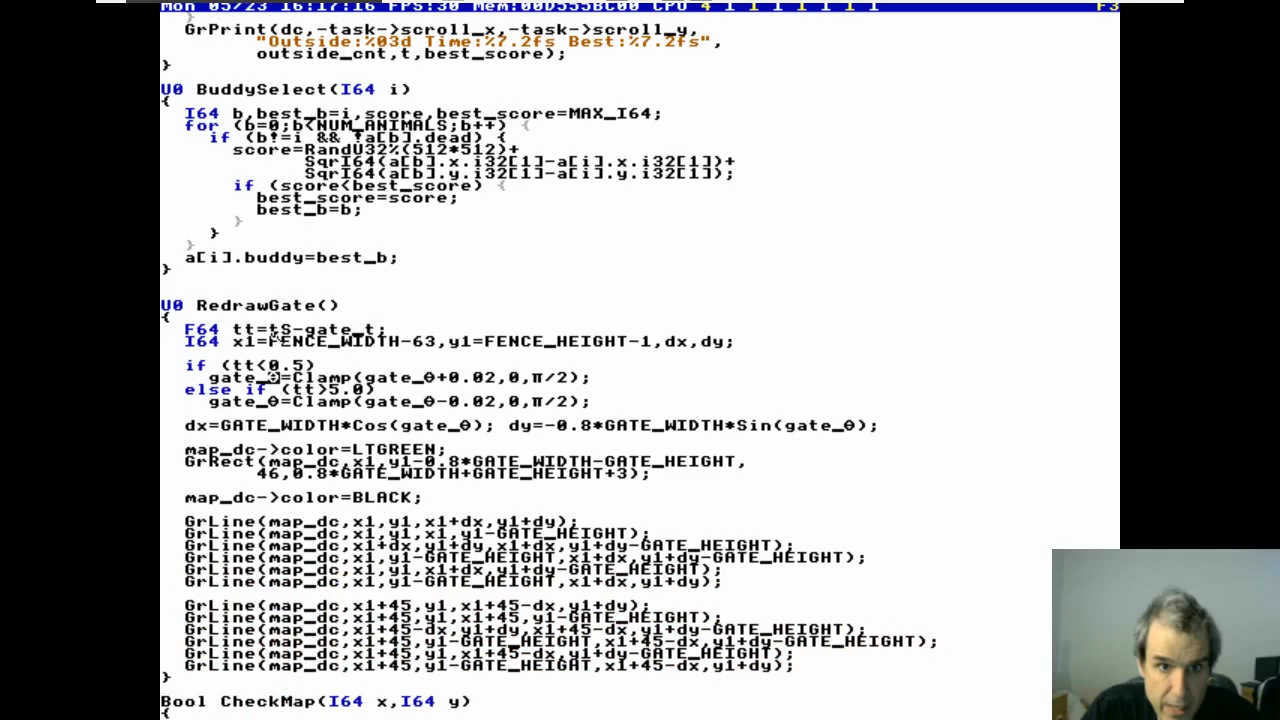 Mon 05/23 16:17:16 FPS:30 Mem:00D555BC00 CPU 4 1 1 1 1 1 1 1 F3
}
GrPrint(dc,-task->scroll_x,-task->scroll_y,
"Outside:%03d Time:%7.2fs Best:%7.2fs",
outside_cnt,t,best_score);
}
U0 BuddySelect(I64 i)
{
I64 b,best_b=i,score,best_score=MAX_I64;
for (b=0;b<NUM_ANIMALS;b++) {
if (b!=i && !a[b].dead) {
score=RandU32%(512*512)+
SqrI64(a[b].x.i32[1]-a[i].x.i32[1])+
SqrI64(a[b].y.i32[1]-a[i].y.i32[1]);
if (score<best_score) {
best_score=score;
best_b=b;
}
}
}
a[i].buddy=best_b;
}
U0 RedrawGate()
{
F64 tt=tS-gate_t;
I64 x1=FENCE_WIDTH-63,y1=FENCE_HEIGHT-1,dx,dy;
if (tt<0.5)
gate_θ=Clamp(gate_θ+0.02,0,π/2);
else if (tt>5.0)
gate_θ=Clamp(gate_θ-0.02,0,π/2);
dx=GATE_WIDTH*Cos(gate_θ); dy=-0.8*GATE_WIDTH*Sin(gate_θ);
map_dc->color=LTGREEN;
GrRect(map_dc,x1,y1-0.8*GATE_WIDTH-GATE_HEIGHT,
46,0.8*GATE_WIDTH+GATE_HEIGHT+3);
map_dc->color=BLACK;
GrLine(map_dc,x1,y1,x1+dx,y1+dy);
GrLine(map_dc,x1,y1,x1,y1-GATE_HEIGHT);
GrLine(map_dc,x1+dx,y1+dy,x1+dx,y1+dy-GATE_HEIGHT);
GrLine(map_dc,x1,y1-GATE_HEIGHT,x1+dx,y1+dy-GATE_HEIGHT);
GrLine(map_dc,x1,y1,x1+dx,y1+dy-GATE_HEIGHT);
GrLine(map_dc,x1,y1-GATE_HEIGHT,x1+dx,y1+dy);
GrLine(map_dc,x1+45,y1,x1+45-dx,y1+dy);
GrLine(map_dc,x1+45,y1,x1+45,y1-GATE_HEIGHT);
GrLine(map_dc,x1+45-dx,y1+dy,x1+45-dx,y1+dy-GATE_HEIGHT);
GrLine(map_dc,x1+45,y1-GATE_HEIGHT,x1+45-dx,y1+dy-GATE_HEIGHT);
GrLine(map_dc,x1+45,y1,x1+45-dx,y1+dy-GATE_HEIGHT);
GrLine(map_dc,x1+45,y1-GATE_HEIGHT,x1+45-dx,y1+dy);
}
Bool CheckMap(I64 x,I64 y)
{